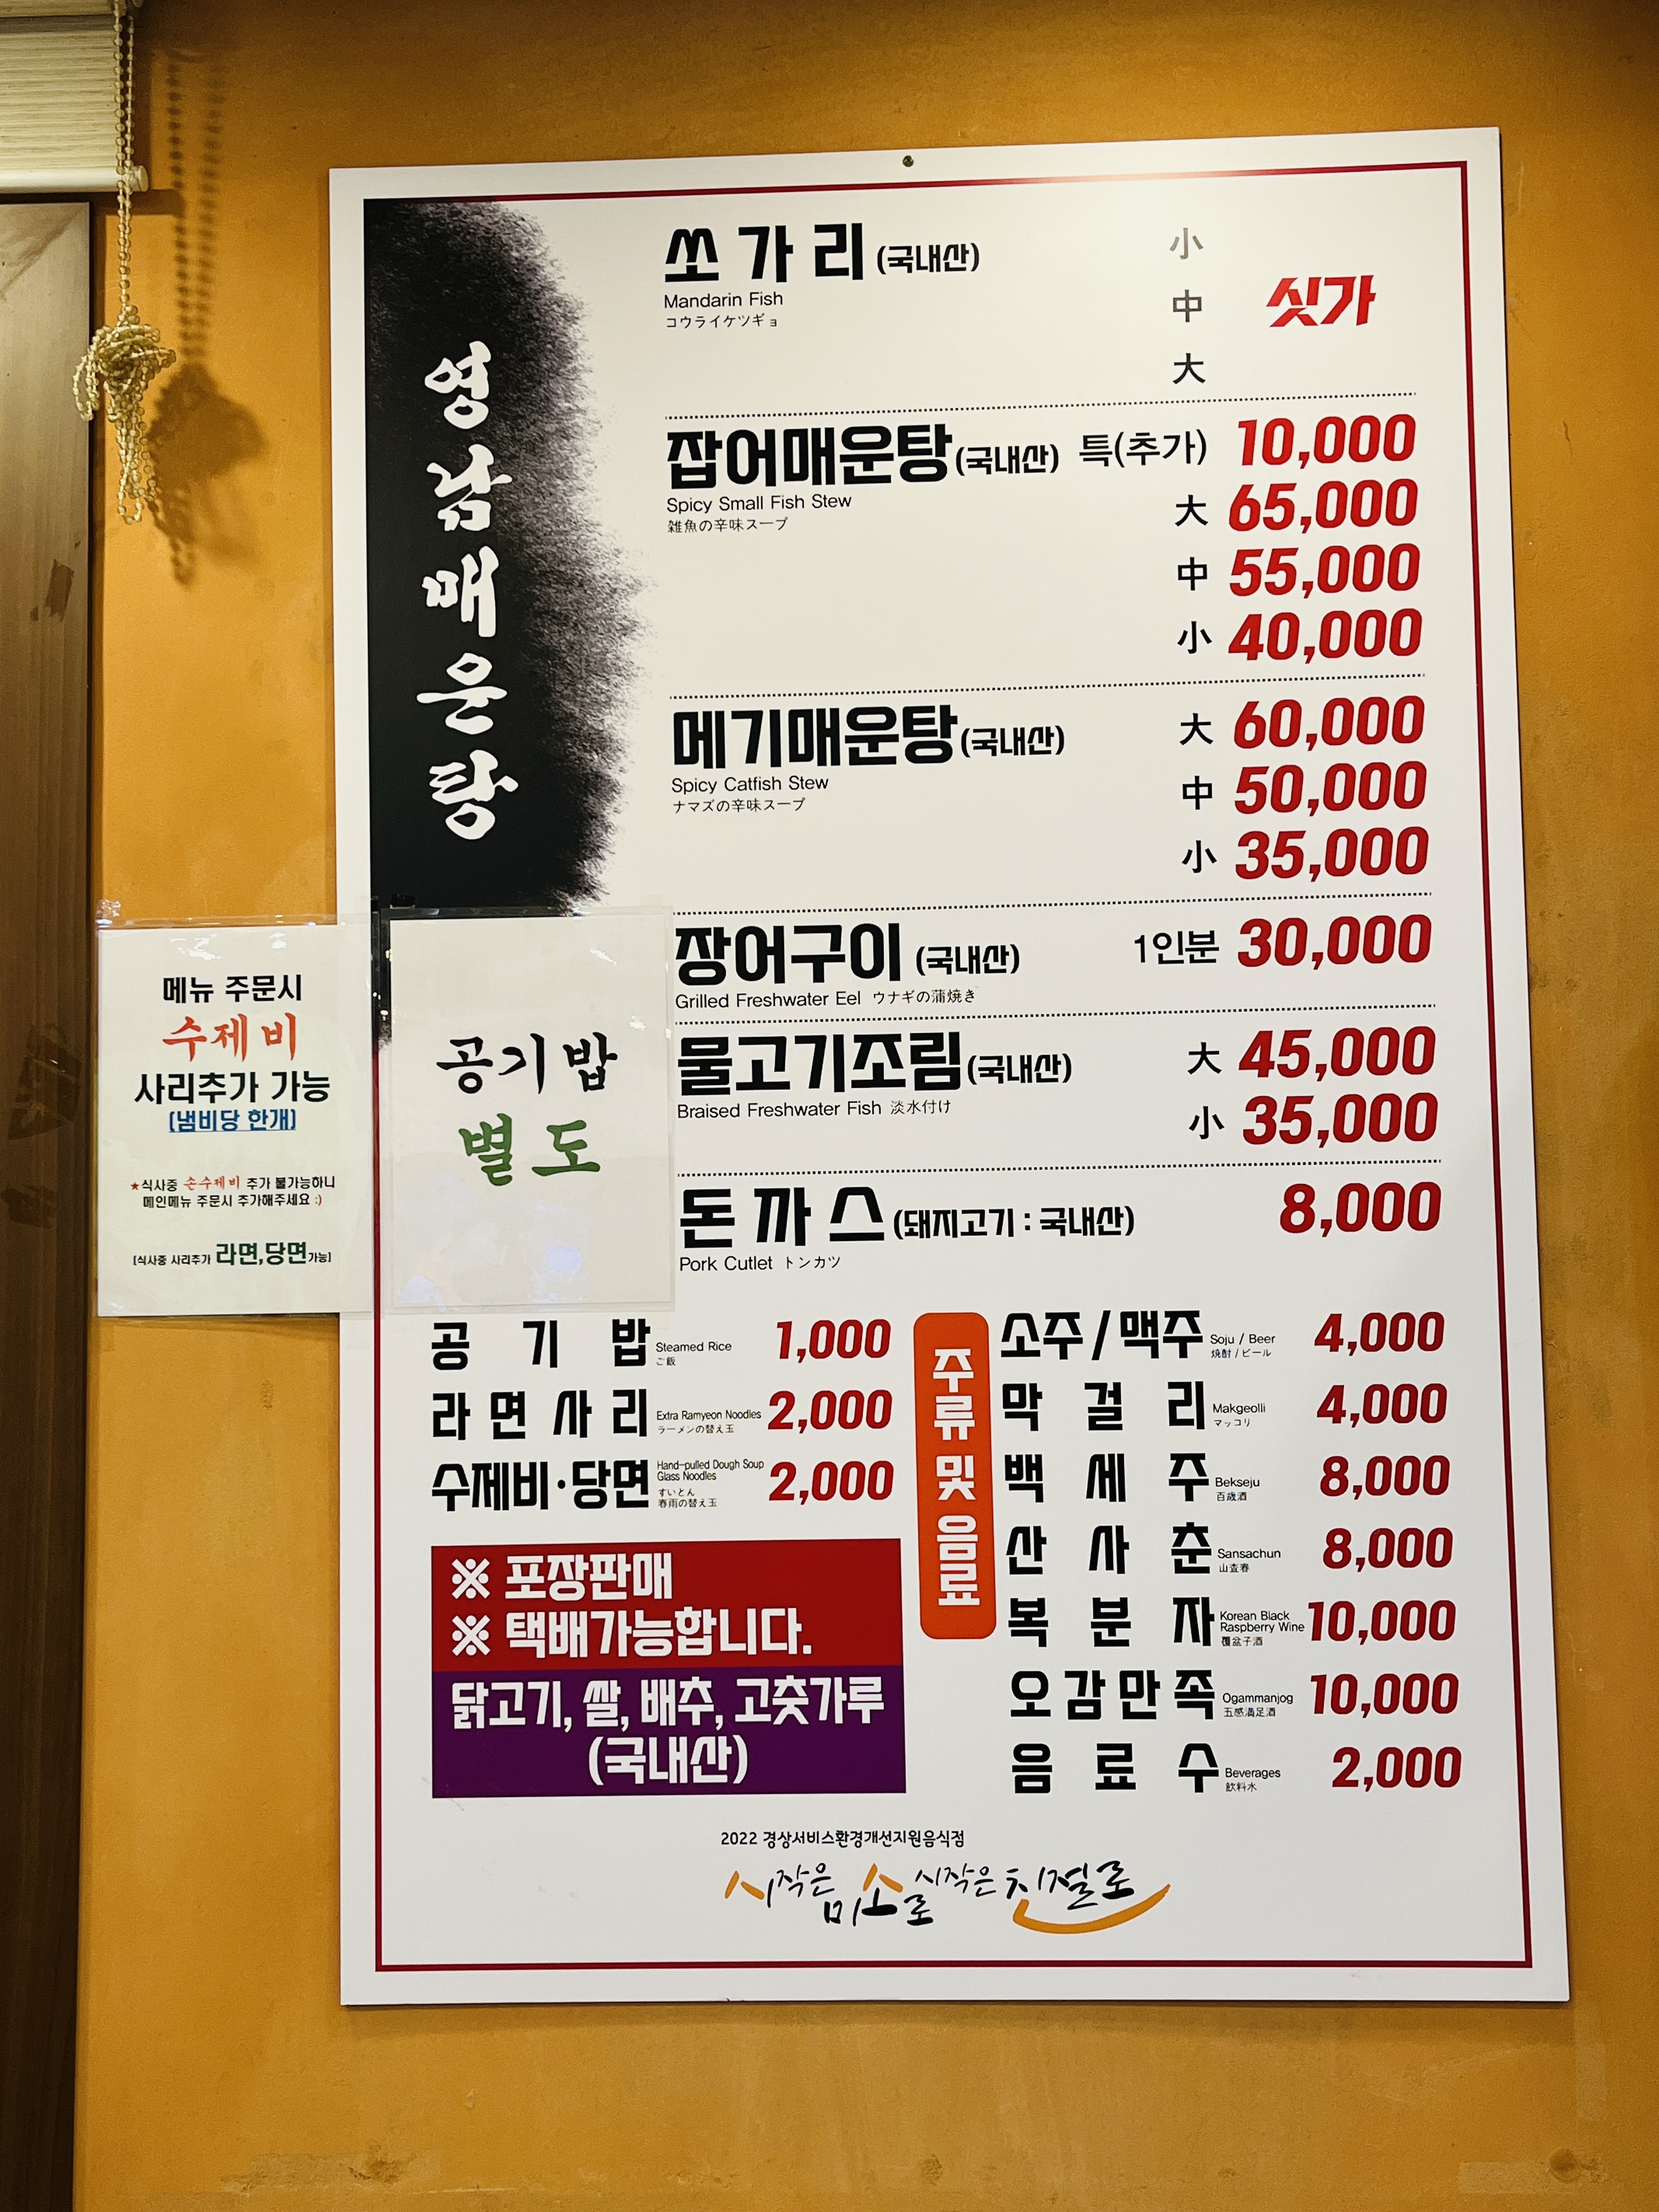 영남매운탕
쏘가리 (국내산)
Mandarin Fish
コウライケツギョ
小
中 싯가
大
잡어매운탕(국내산) 특(추가) 10,000
Spicy Small Fish Stew
雑魚の辛味スープ
大 65,000
中 55,000
小 40,000
메기매운탕(국내산) 大 60,000
Spicy Catfish Stew
ナマズの辛味スープ
中 50,000
小 35,000
장어구이 (국내산) 1인분 30,000
Grilled Freshwater Eel ウナギの蒲焼き
물고기조림(국내산) 大 45,000
Braised Freshwater Fish 淡水付け
小 35,000
돈까스(돼지고기 : 국내산) 8,000
Pork Cutlet トンカツ
메뉴 주문시
수제비
사리추가 가능
(냄비당 한개)
★식사중 손수제비 추가 불가능하니
메인메뉴 주문시 추가해주세요 :)
[식사중 사리추가 라면,당면가능]
공기밥
별도
공기밥 Steamed Rice 1,000
ご飯
라면사리 Extra Ramyeon Noodles 2,000
ラーメンの替え玉
수제비·당면 Hand-pulled Dough Soup 2,000
Glass Noodles
すいとん
春雨の替え玉
※ 포장판매
※ 택배가능합니다.
닭고기, 쌀, 배추, 고춧가루
(국내산)
주류 및 음료
소주/맥주 Soju / Beer 4,000
焼酎 / ビール
막걸리 Makgeolli 4,000
マッコリ
백세주 Bekseju 8,000
百歳酒
산사춘 Sansachun 8,000
山査春
복분자 Korean Black 10,000
Raspberry Wine
覆盆子酒
오감만족 Ogammanjog 10,000
五感満足酒
음료수 Beverages 2,000
飲料水
2022 경상서비스환경개선지원음식점
시작은 미소로 시작은 친절로